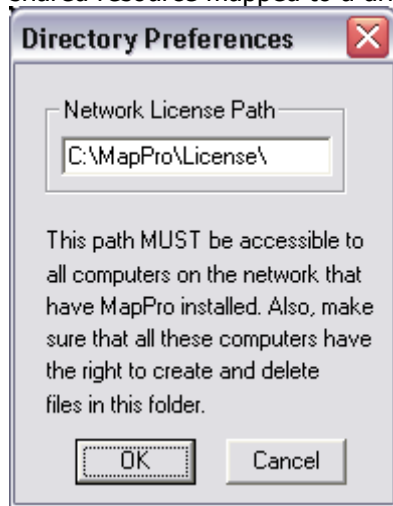 shared resource mapped to a
Directory Preferences
Network License Path
C:\MapPro\License\
This path MUST be accessible to
all computers on the network that
have MapPro installed. Also, make
sure that all these computers have
the right to create and delete
files in this folder.
OK
Cancel